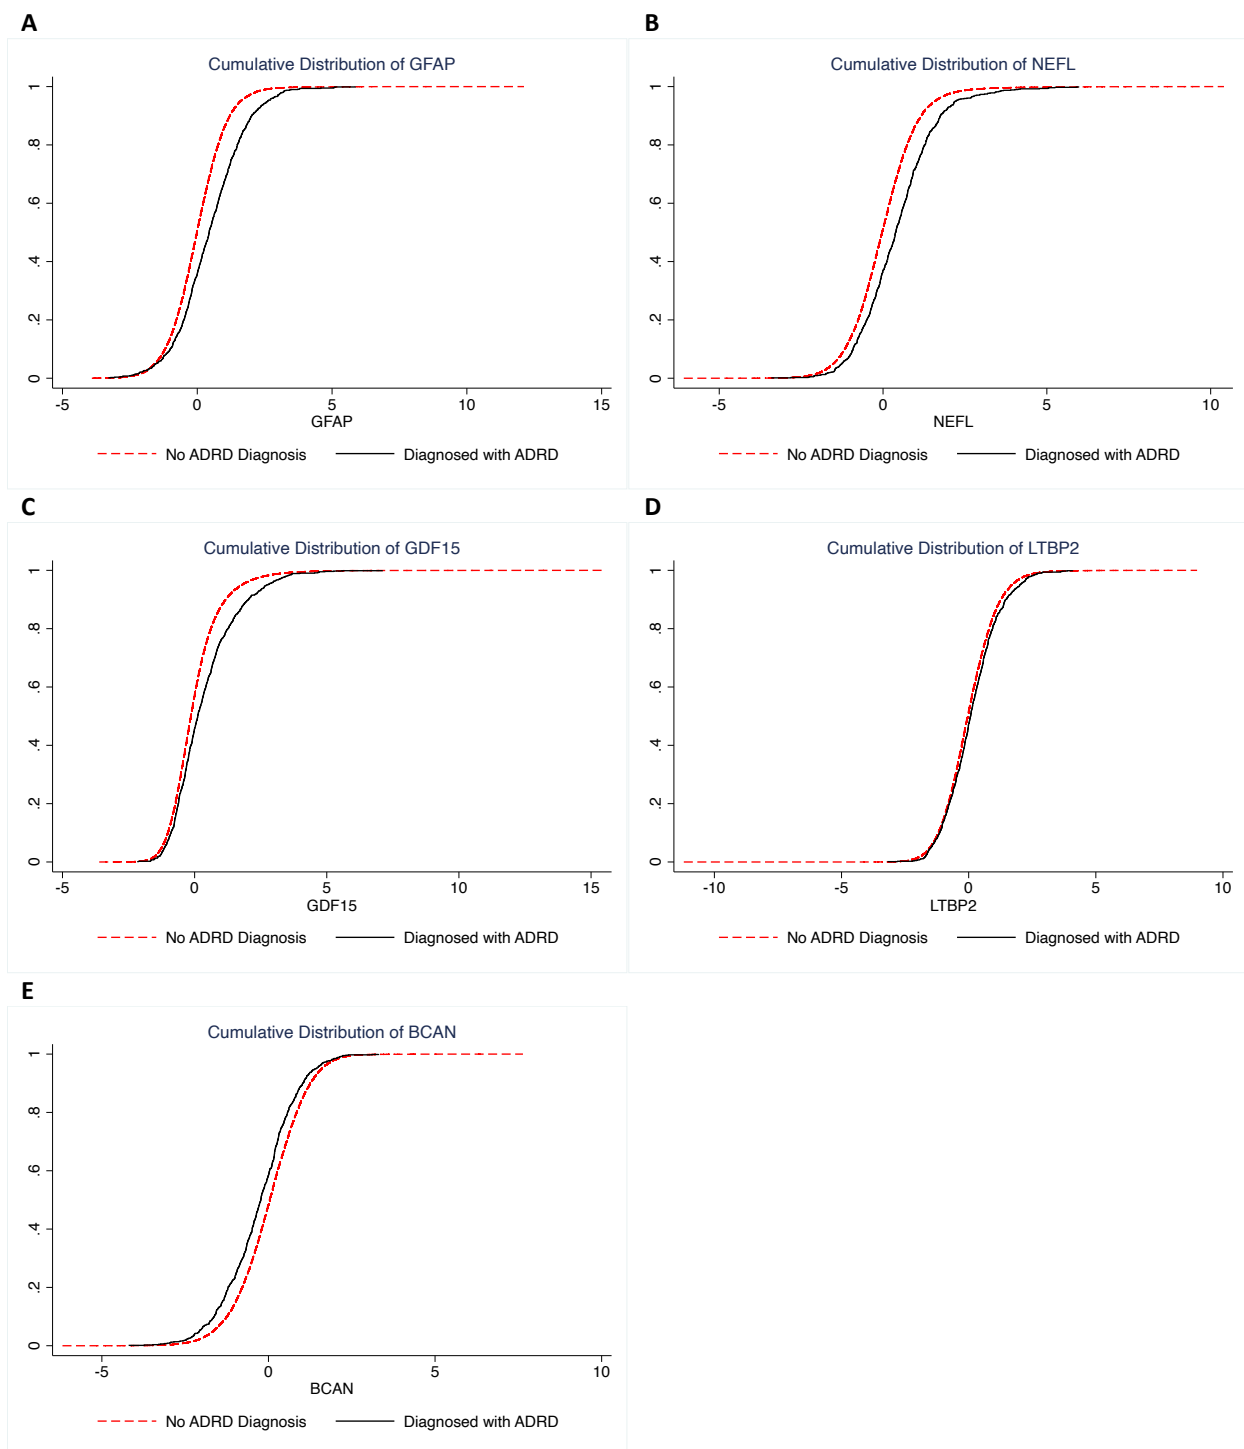 A
Cumulative Distribution of GFAP
1
.8
.6
.4
.2
0
-5 0 5 10 15
GFAP
No ADRD Diagnosis Diagnosed with ADRD
B
Cumulative Distribution of NEFL
1
.8
.6
.4
.2
0
-5 0 5 10
NEFL
No ADRD Diagnosis Diagnosed with ADRD
C
Cumulative Distribution of GDF15
1
.8
.6
.4
.2
0
-5 0 5 10 15
GDF15
No ADRD Diagnosis Diagnosed with ADRD
D
Cumulative Distribution of LTBP2
1
.8
.6
.4
.2
0
-10 -5 0 5 10
LTBP2
No ADRD Diagnosis Diagnosed with ADRD
E
Cumulative Distribution of BCAN
1
.8
.6
.4
.2
0
-5 0 5 10
BCAN
No ADRD Diagnosis Diagnosed with ADRD